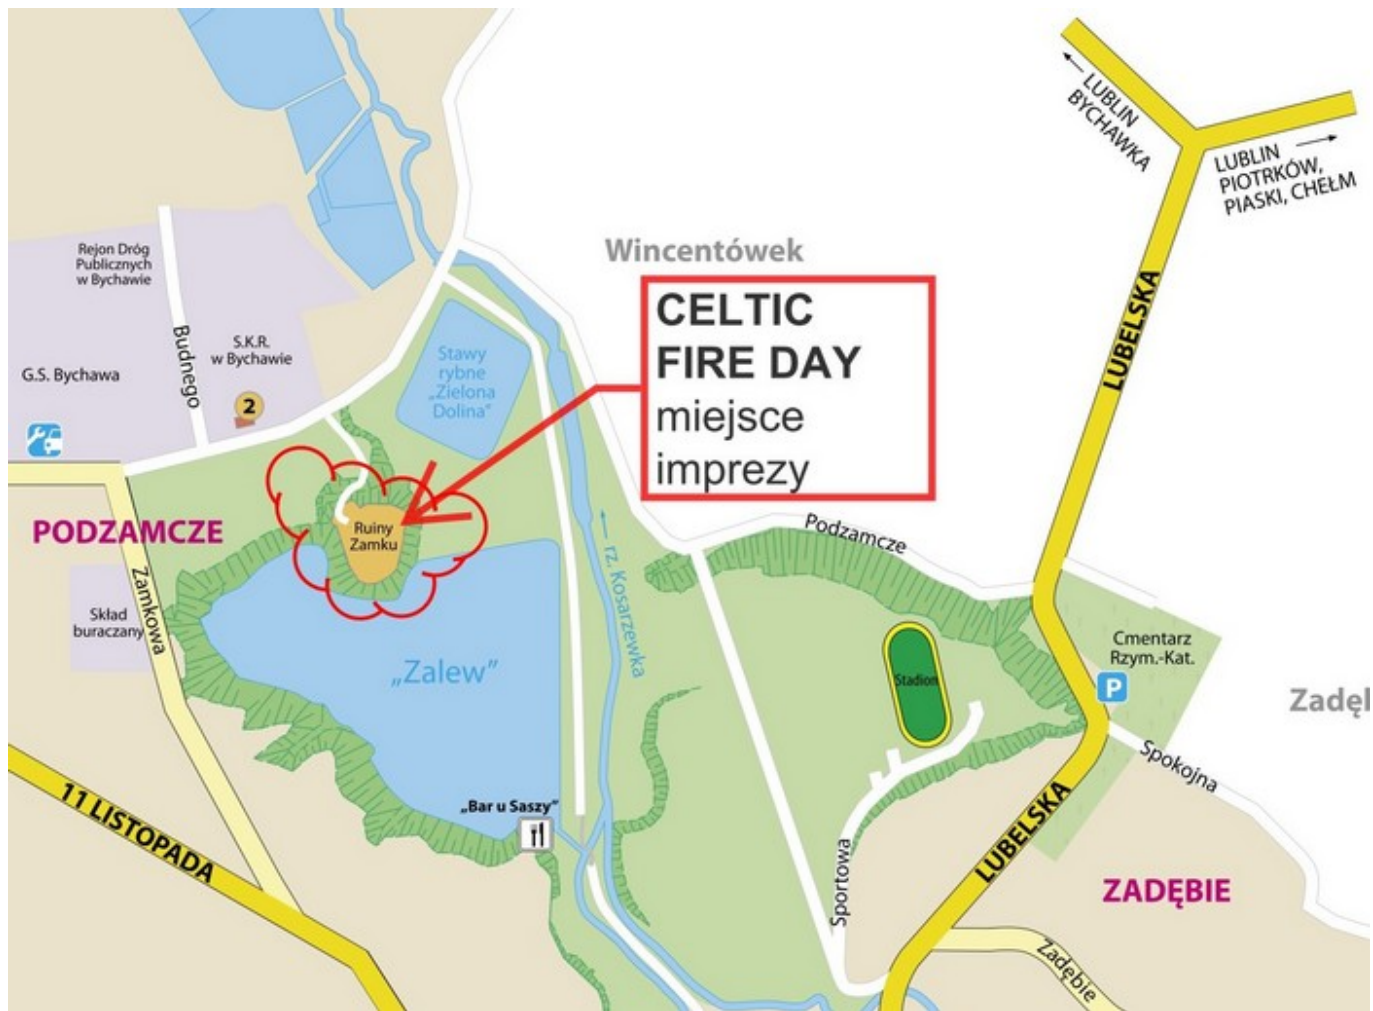 LUBLIN
BYCHAWKA
LUBLIN
PIOTRKÓW,
PIASKI, CHEŁM
Wincentówek
Rejon Dróg
Publicznych
w Bychawie
Budnego
S.K.R.
w Bychawie
G.S. Bychawa
2
Stawy
rybne
„Zielona
Dolina”
CELTIC
FIRE DAY
miejsce
imprezy
LUBELSKA
PODZAMCZE
Ruiny
Zamku
Podzamcze
rz. Kosarzewka
Zamkowa
Skład
buraczany
„Zalew”
Stadion
Cmentarz
Rzym.-Kat.
P
Zadęb
Spokojna
„Bar u Saszy”
11 LISTOPADA
LUBELSKA
Sportowa
ZADĘBIE
Zadębie